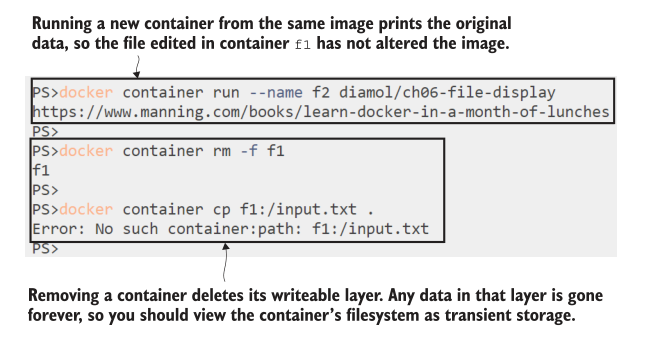 Running a new container from the same image prints the original
data, so the file edited in container f1 has not altered the image.
PS>docker container run --name f2 diamol/ch06-file-display
https://www.manning.com/books/learn-docker-in-a-month-of-lunches
PS>
PS>docker container rm -f f1
f1
PS>
PS>docker container cp f1:/input.txt .
Error: No such container:path: f1:/input.txt
PS>
Removing a container deletes its writeable layer. Any data in that layer is gone
forever, so you should view the container’s filesystem as transient storage.